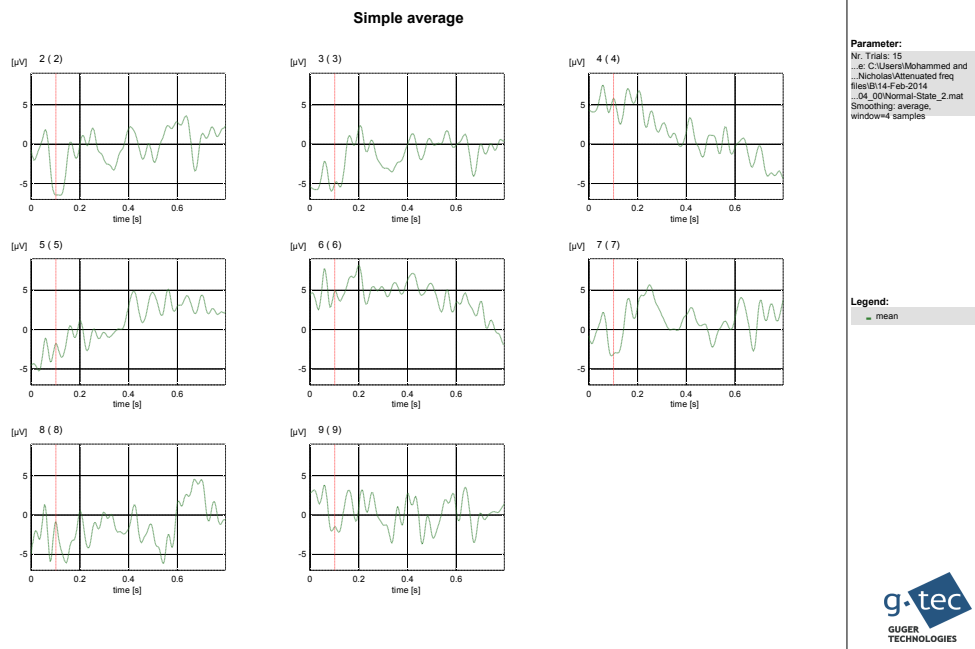 Simple average
[µV] 2 ( 2)
5
0
-5
0 0.2 0.4 0.6
time [s]
[µV] 3 ( 3)
5
0
-5
0 0.2 0.4 0.6
time [s]
[µV] 4 ( 4)
5
0
-5
0 0.2 0.4 0.6
time [s]
[µV] 5 ( 5)
5
0
-5
0 0.2 0.4 0.6
time [s]
[µV] 6 ( 6)
5
0
-5
0 0.2 0.4 0.6
time [s]
[µV] 7 ( 7)
5
0
-5
0 0.2 0.4 0.6
time [s]
[µV] 8 ( 8)
5
0
-5
0 0.2 0.4 0.6
time [s]
[µV] 9 ( 9)
5
0
-5
0 0.2 0.4 0.6
time [s]
Parameter:
Nr. Trials: 15
...e: C:\Users\Mohammed and
...Nicholas\Attenuated freq
files\B\14-Feb-2014
...04_00\Normal-State_2.mat
Smoothing: average,
window=4 samples
Legend:
mean
g.tec
GUGER
TECHNOLOGIES